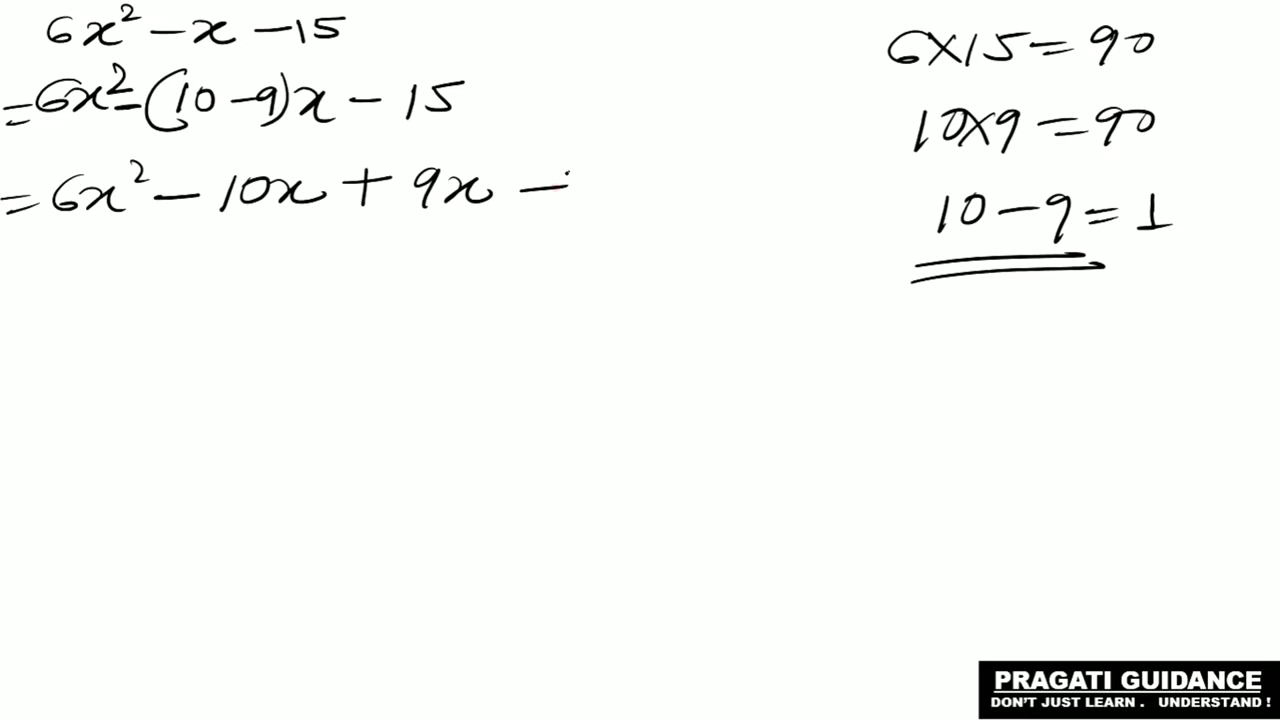 6x² - x - 15
= 6x² - (10 - 9)x - 15
= 6x² - 10x + 9x -
6×15 = 90
10×9 = 90
10 - 9 = 1
PRAGATI GUIDANCE
DON'T JUST LEARN . UNDERSTAND !